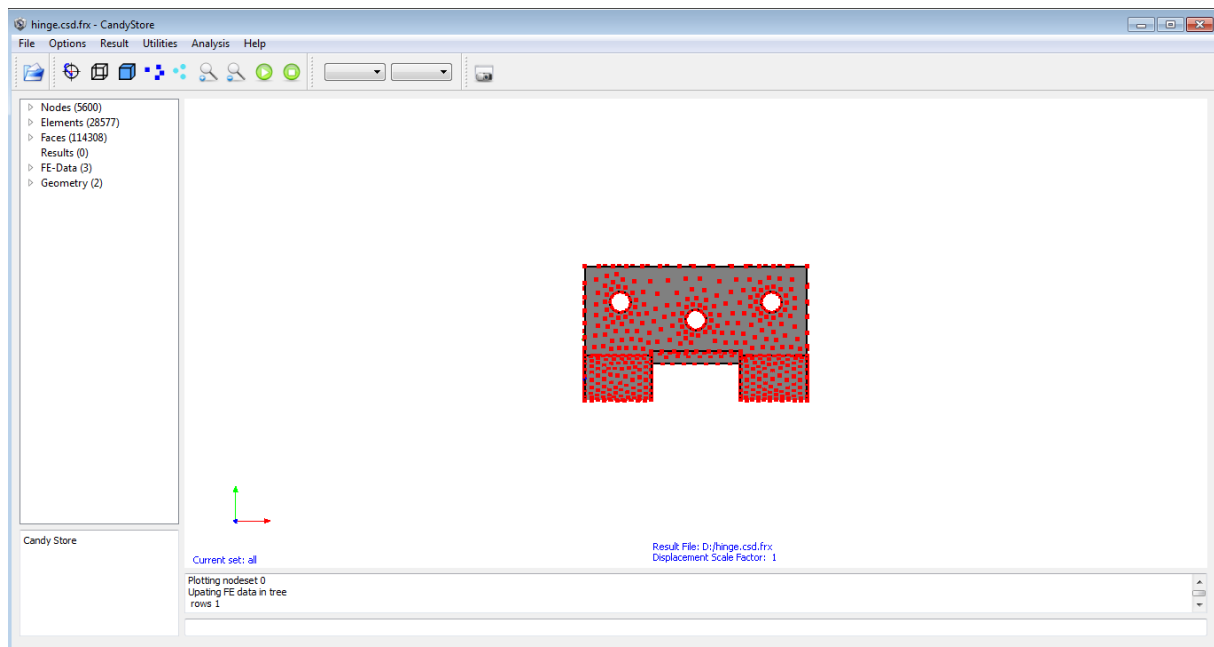 hinge.csd.frx - CandyStore
File Options Result Utilities Analysis Help
Nodes (5600)
Elements (28577)
Faces (114308)
Results (0)
FE-Data (3)
Geometry (2)
Candy Store
Current set: all
Result File: D:/hinge.csd.frx
Displacement Scale Factor: 1
Plotting nodeset 0
Upating FE data in tree
rows 1